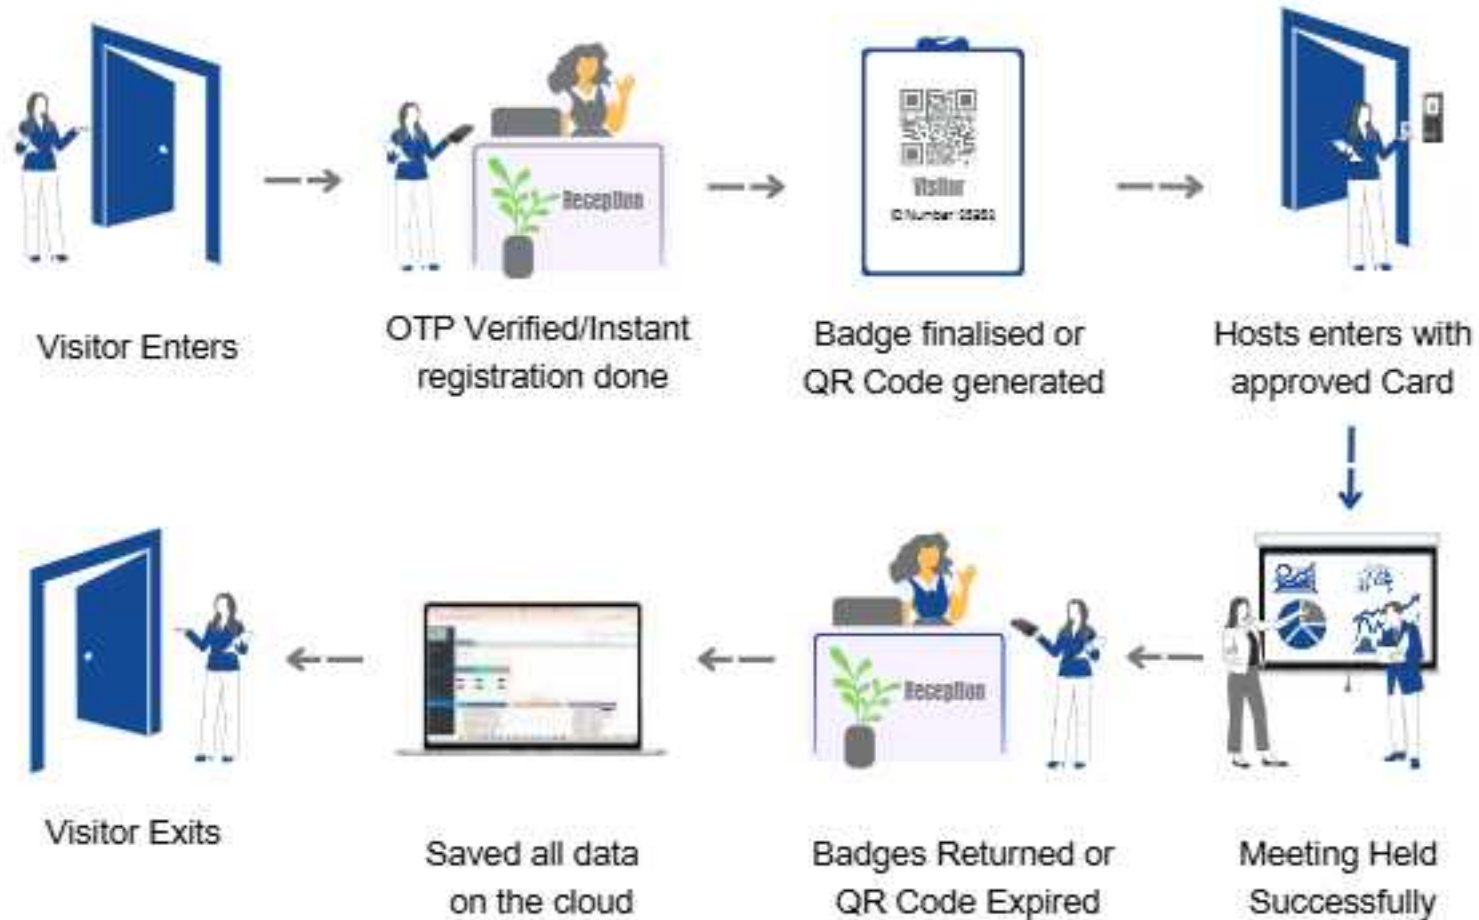 Reception
Visitor
ID Number
Visitor Enters
OTP Verified/Instant
registration done
Badge finalised or
QR Code generated
Hosts enters with
approved Card
Reception
Visitor Exits
Saved all data
on the cloud
Badges Returned or
QR Code Expired
Meeting Held
Successfully